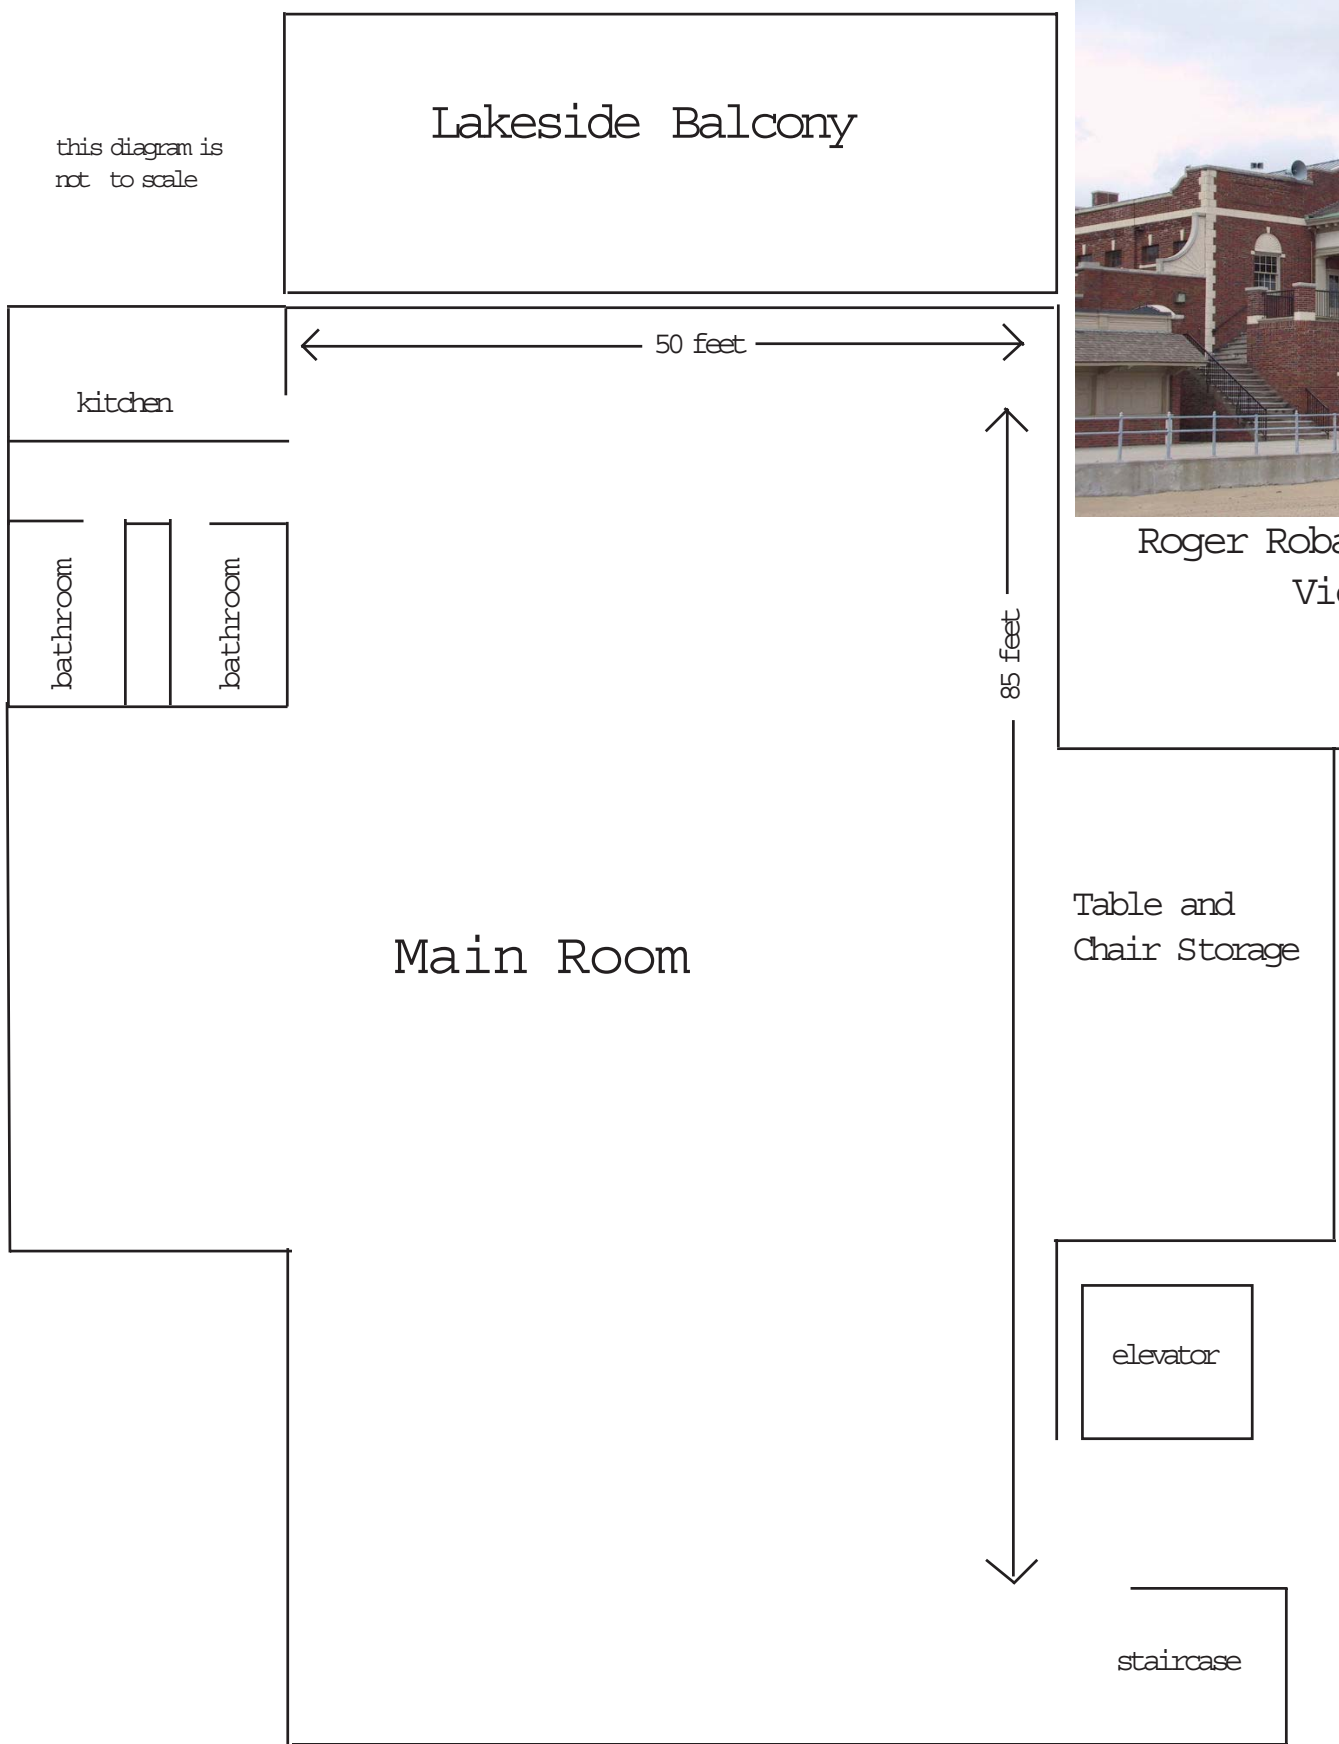 Lakeside Balcony
this diagram is
not to scale
50 feet
kitchen
bathroom
bathroom
85 feet
Roger
Main Room
Table and
Chair Storage
elevator
staircase